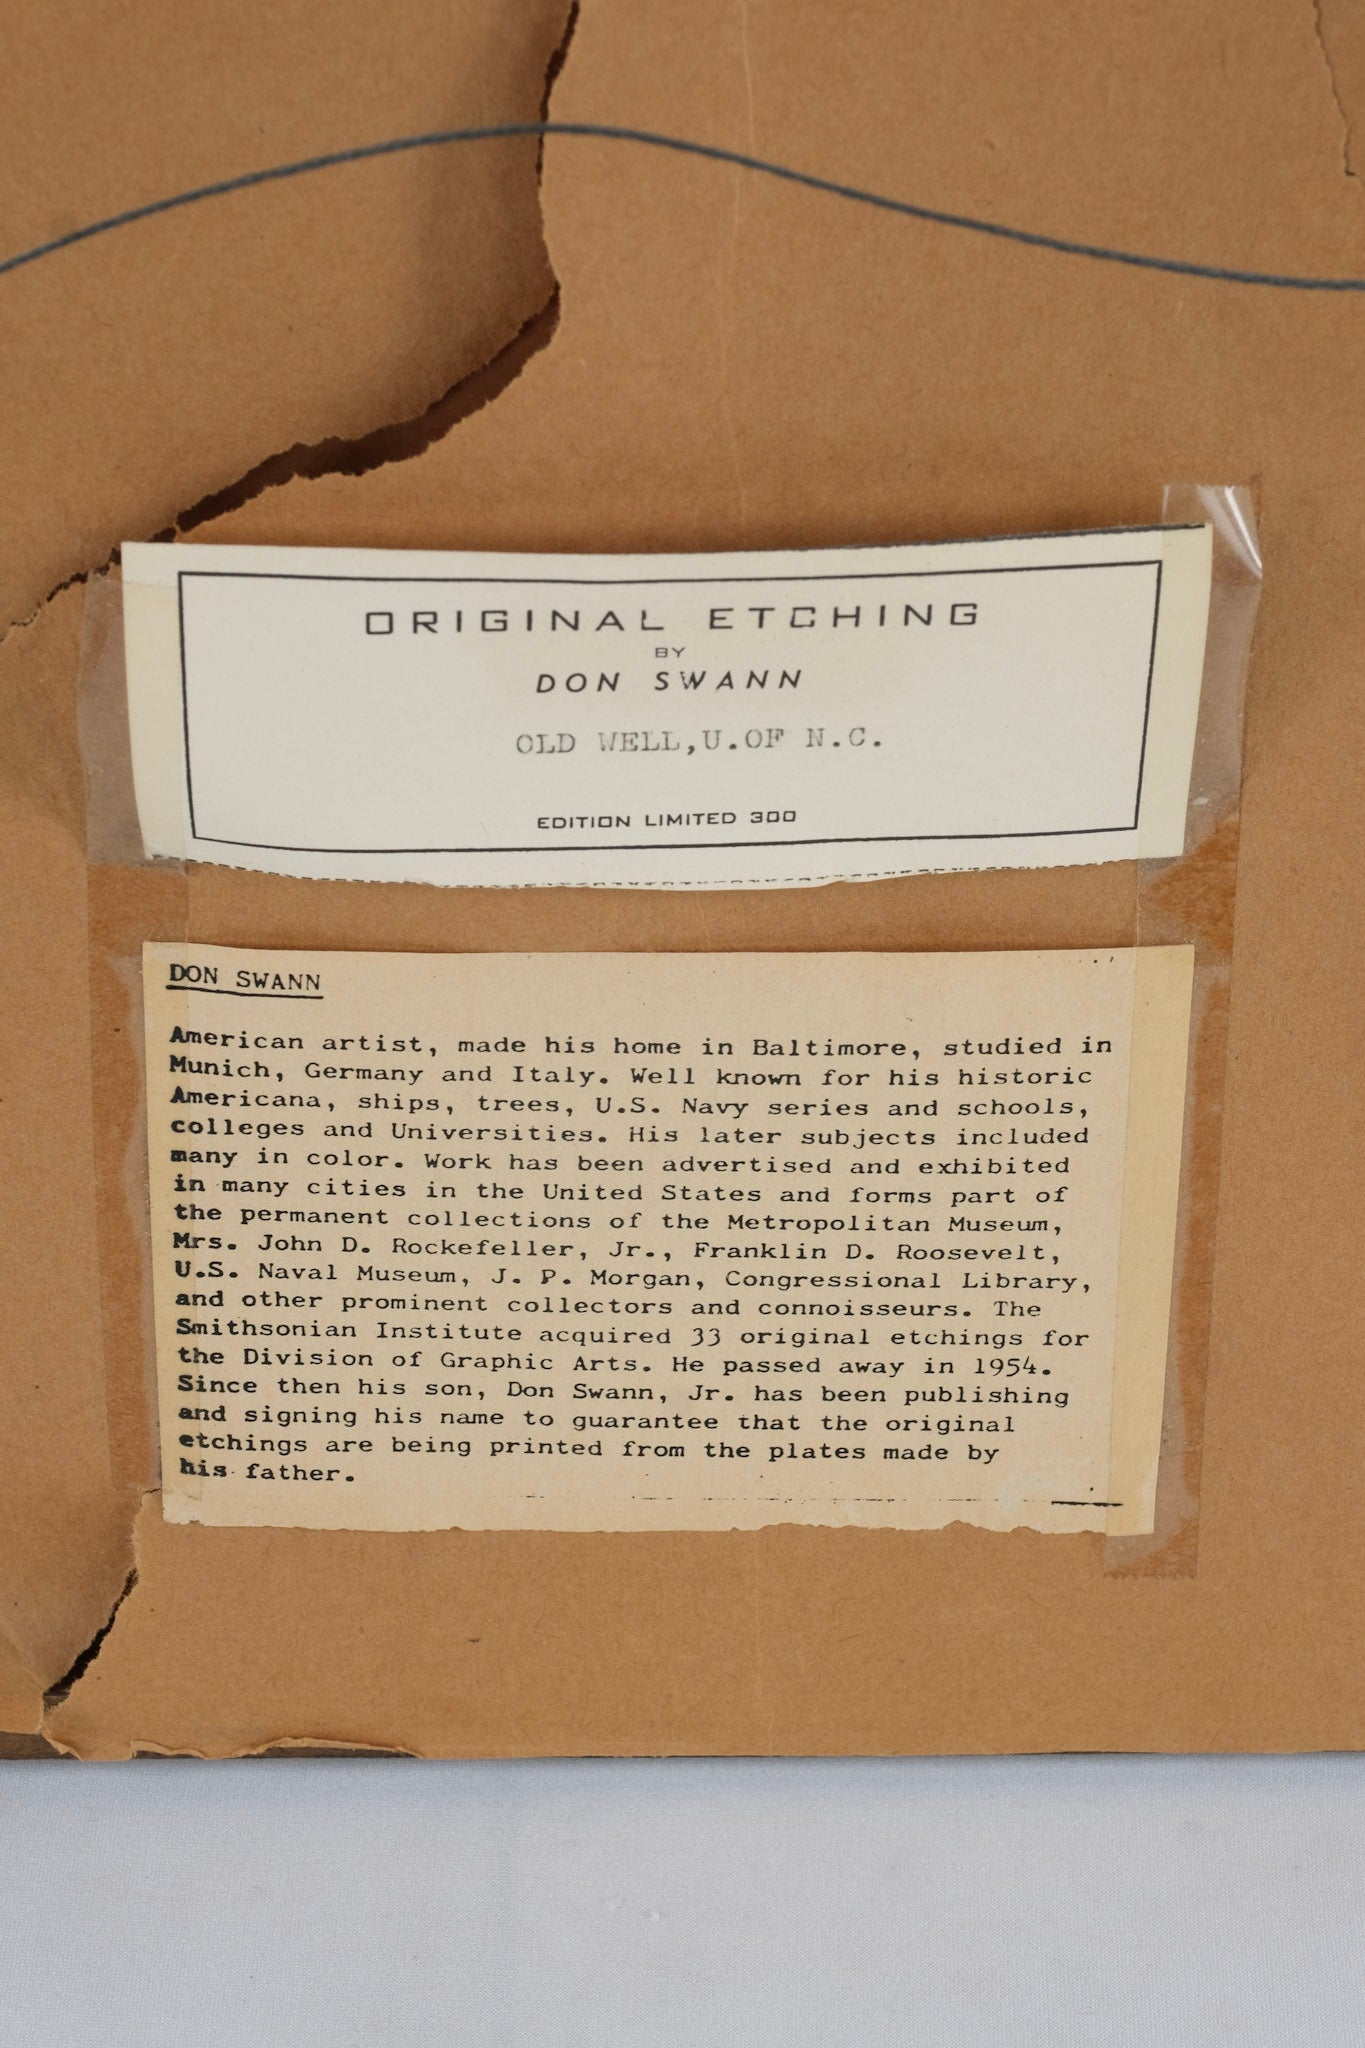 ORIGINAL ETCHING
BY
DON SWANN
OLD WELL,U.OF N.C.
EDITION LIMITED 300
DON SWANN
American artist, made his home in Baltimore, studied in
Munich, Germany and Italy. Well known for his historic
Americana, ships, trees, U.S. Navy series and schools,
colleges and Universities. His later subjects included
many in color. Work has been advertised and exhibited
in many cities in the United States and forms part of
the permanent collections of the Metropolitan Museum,
Mrs. John D. Rockefeller, Jr., Franklin D. Roosevelt,
U.S. Naval Museum, J. P. Morgan, Congressional Library,
and other prominent collectors and connoisseurs. The
Smithsonian Institute acquired 33 original etchings for
the Division of Graphic Arts. He passed away in 1954.
Since then his son, Don Swann, Jr. has been publishing
and signing his name to guarantee that the original
etchings are being printed from the plates made by
his father.